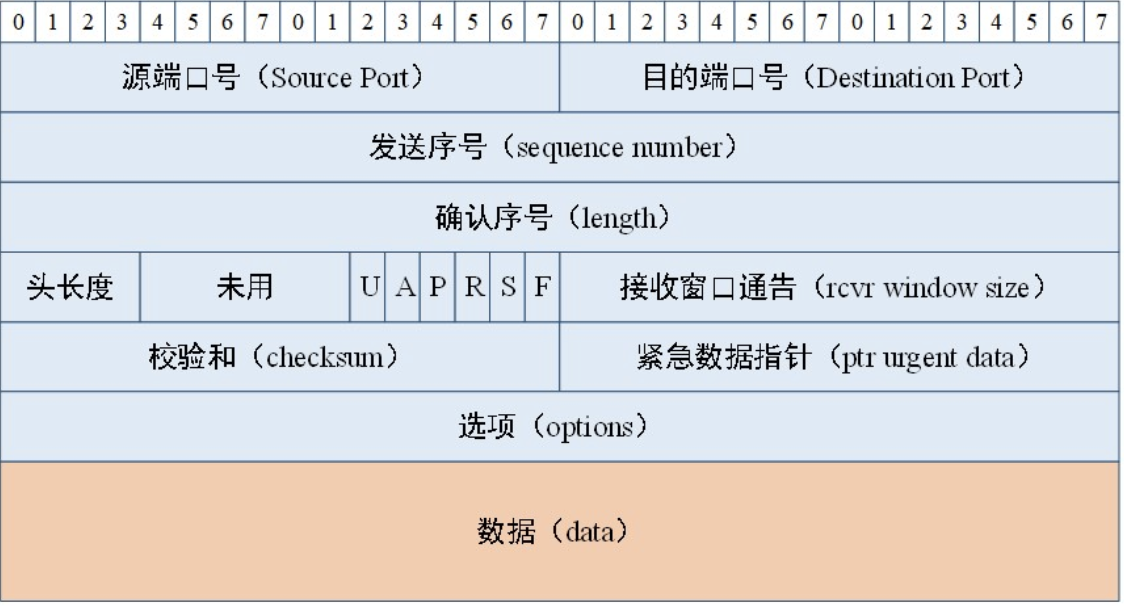 0 1 2 3 4 5 6 7 0 1 2 3 4 5 6 7 0 1 2 3 4 5 6 7 0 1 2 3 4 5 6 7
源端口号（Source Port） 目的端口号（Destination Port）
发送序号（sequence number）
确认序号（length）
头长度 未用 U A P R S F 接收窗口通告（rcvr window size）
校验和（checksum） 紧急数据指针（ptr urgent data）
选项（options）
数据（data）